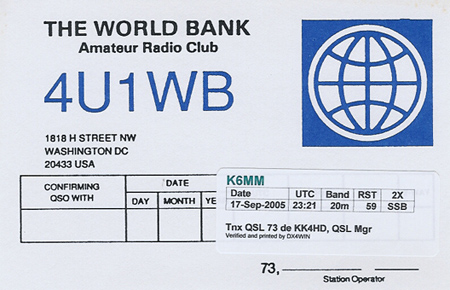 THE WORLD BANK
Amateur Radio Club
4U1WB
1818 H STREET NW
WASHINGTON DC
20433 USA
CONFIRMING QSO WITH
DATE
DAY MONTH
K6MM
Date UTC Band RST 2X
17-Sep-2005 23:21 20m 59 SSB
Tnx QSL 73 de KK4HD, QSL Mgr
Verified and printed by DX4WIN
73,
Station Operator